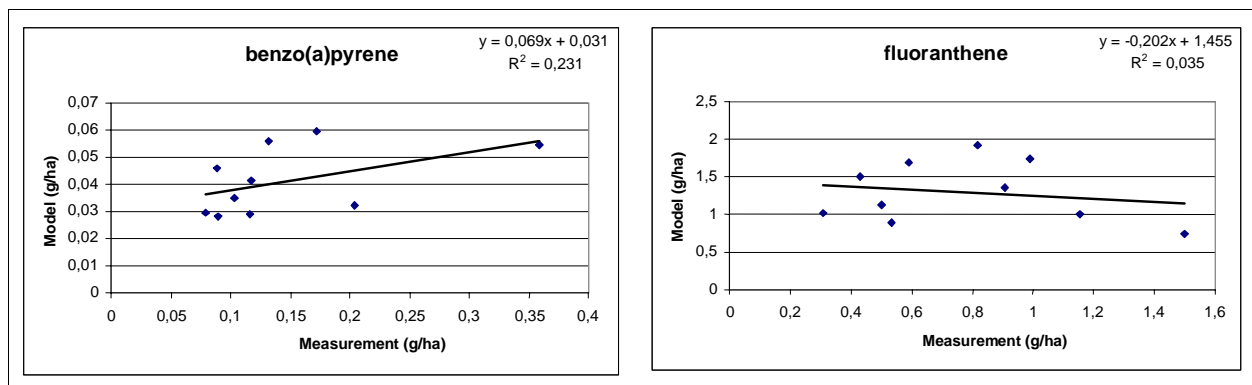 benzo(a)pyrene
y = 0,069x + 0,031
R² = 0,231
0,07
0,06
0,05
0,04
0,03
0,02
0,01
0
Model (g/ha)
0 0,05 0,1 0,15 0,2 0,25 0,3 0,35 0,4
Measurement (g/ha)
fluoranthene
y = -0,202x + 1,455
R² = 0,035
2,5
2
1,5
1
0,5
0
Model (g/ha)
0 0,2 0,4 0,6 0,8 1 1,2 1,4 1,6
Measurement (g/ha)